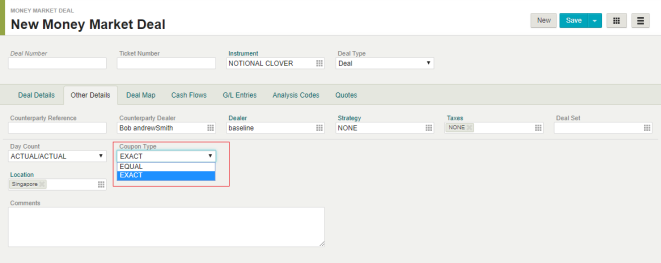 MONEY MARKET DEAL
New Money Market Deal
New Save
Deal Number Ticket Number Instrument Deal Type
NOTIONAL CLOVER Deal
Deal Details Other Details Deal Map Cash Flows G/L Entries Analysis Codes Quotes
Counterparty Reference Counterparty Dealer Dealer Strategy Taxes Deal Set
Bob andrewSmith baseline NONE NONE
Day Count Coupon Type
ACTUAL/ACTUAL EXACT
EQUAL
Location EXACT
Singapore
Comments